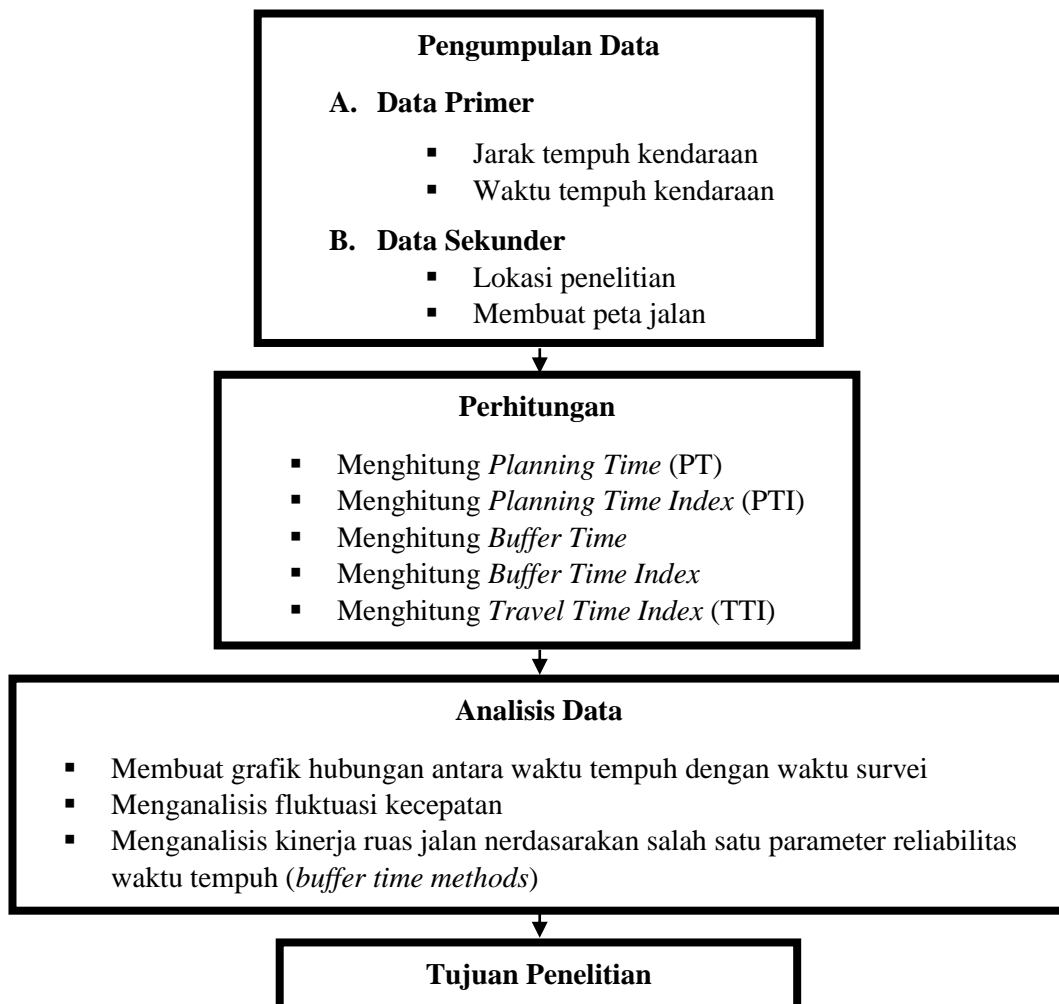 Pengumpulan Data
A. Data Primer
▪ Jarak tempuh kendaraan
▪ Waktu tempuh kendaraan
B. Data Sekunder
▪ Lokasi penelitian
▪ Membuat peta jalan
Perhitungan
▪ Menghitung Planning Time (PT)
▪ Menghitung Planning Time Index (PTI)
▪ Menghitung Buffer Time
▪ Menghitung Buffer Time Index
▪ Menghitung Travel Time Index (TTI)
Analisis Data
▪ Membuat grafik hubungan antara waktu tempuh dengan waktu survei
▪ Menganalisis fluktuasi kecepatan
▪ Menganalisis kinerja ruas jalan nerdasarakan salah satu parameter reliabilitas
waktu tempuh (buffer time methods)
Tujuan Penelitian